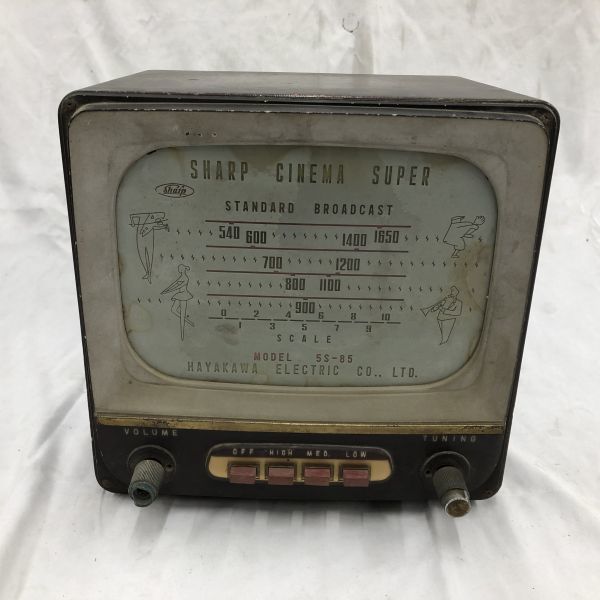 SHARP CINEMA SUPER
Sharp
STANDARD BROADCAST
540 600 1400 1650
700 1200
800 1100
900
0 2 4 6 8 10
1 3 5 7 9
SCALE
MODEL 5S-85
HAYAKAWA ELECTRIC CO., LTD.
VOLUME TUNING
OFF HIGH MED. LOW